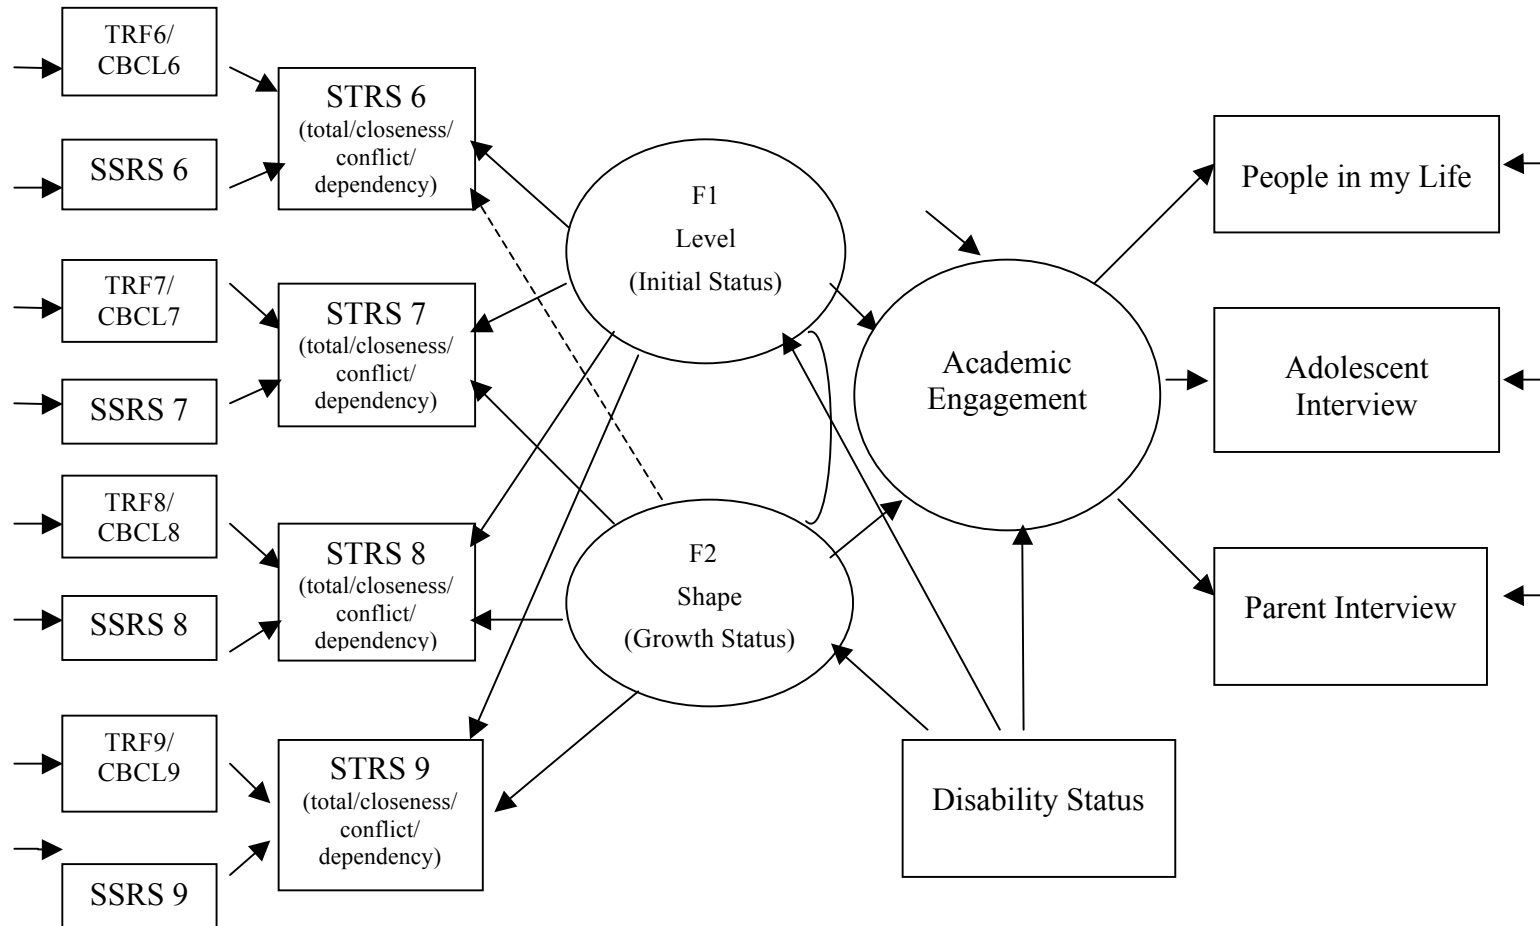 TRF6/
CBCL6
SSRS 6
STRS 6
(total/closeness/
conflict/
dependency)
TRF7/
CBCL7
SSRS 7
STRS 7
(total/closeness/
conflict/
dependency)
TRF8/
CBCL8
SSRS 8
STRS 8
(total/closeness/
conflict/
dependency)
TRF9/
CBCL9
SSRS 9
STRS 9
(total/closeness/
conflict/
dependency)
F1
Level
(Initial Status)
F2
Shape
(Growth Status)
Academic
Engagement
Disability Status
People in my Life
Adolescent
Interview
Parent Interview